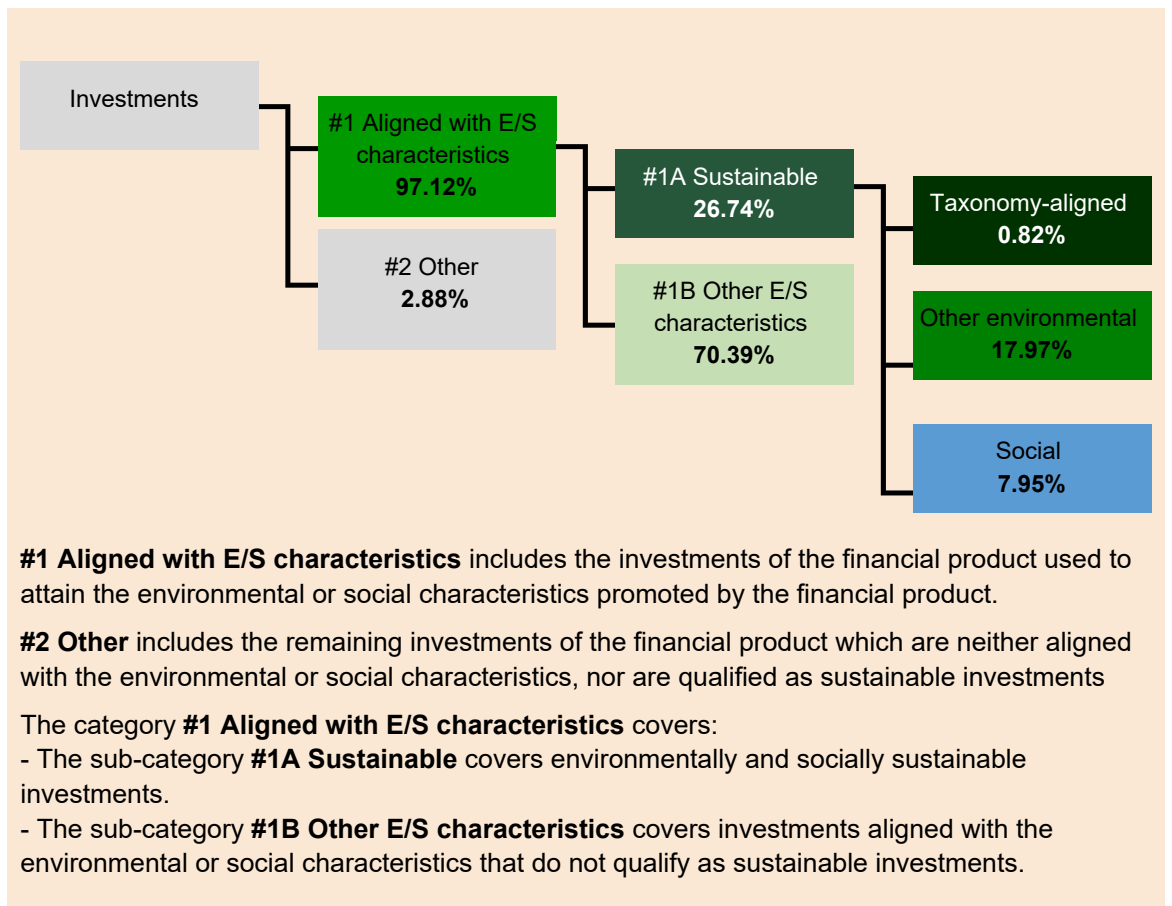 Investments
#1 Aligned with E/S
characteristics
97.12%
#2 Other
2.88%
#1A Sustainable
26.74%
#1B Other E/S
characteristics
70.39%
Taxonomy-aligned
0.82%
Other environmental
17.97%
Social
7.95%
#1 Aligned with E/S characteristics includes the investments of the financial product used to
attain the environmental or social characteristics promoted by the financial product.
#2 Other includes the remaining investments of the financial product which are neither aligned
with the environmental or social characteristics, nor are qualified as sustainable investments
The category #1 Aligned with E/S characteristics covers:
- The sub-category #1A Sustainable covers environmentally and socially sustainable
investments.
- The sub-category #1B Other E/S characteristics covers investments aligned with the
environmental or social characteristics that do not qualify as sustainable investments.